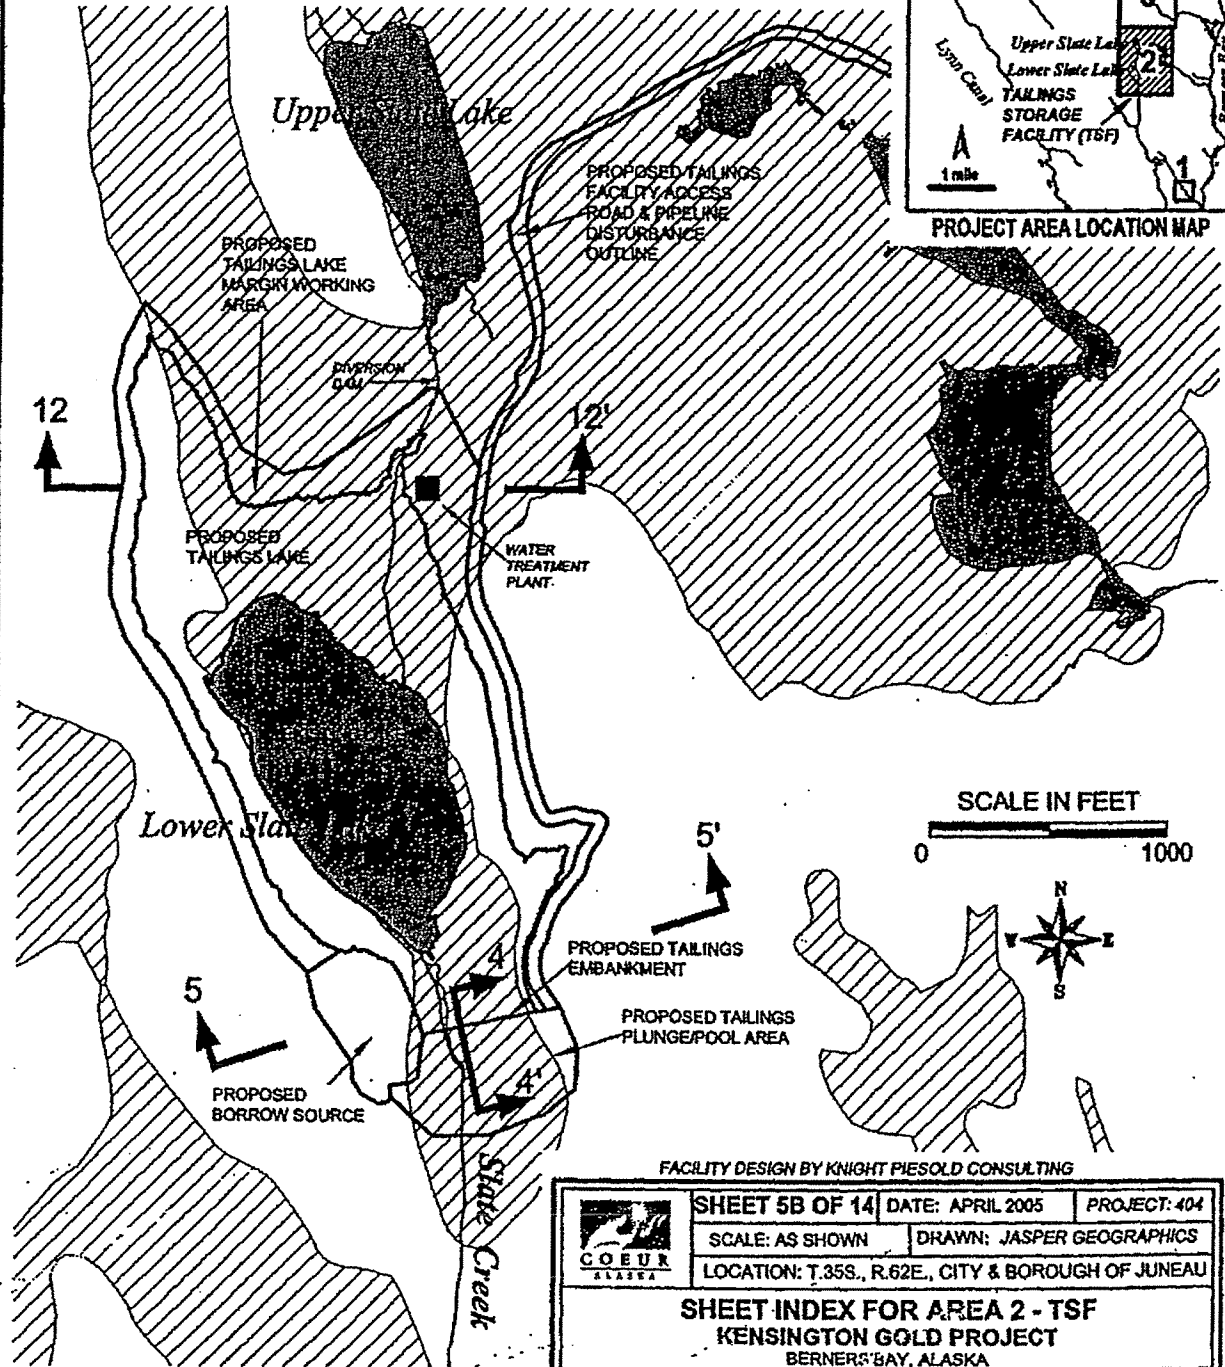 Upper Slate Lake
Lower Slate Lake
TAILINGS
STORAGE
FACILITY (TSF)
Lynn Canal
2
1 mile
1
PROJECT AREA LOCATION MAP
Upper Slate Lake
PROPOSED TAILINGS
FACILITY ACCESS
ROAD & PIPELINE
DISTURBANCE
OUTLINE
PROPOSED
TAILINGS LAKE
MARGIN WORKING
AREA
DIVERSION
DAM
12
12'
PROPOSED
TAILINGS LAKE
WATER
TREATMENT
PLANT
Lower Slate
SCALE IN FEET
0 1000
N
W E
S
5'
4
PROPOSED TAILINGS
EMBANKMENT
5
PROPOSED TAILINGS
PLUNGE/POOL AREA
4'
PROPOSED
BORROW SOURCE
Slate Creek
FACILITY DESIGN BY KNIGHT PIESOLD CONSULTING
COEUR
ALASKA
SHEET 5B OF 14 DATE: APRIL 2005 PROJECT: 404
SCALE: AS SHOWN DRAWN: JASPER GEOGRAPHICS
LOCATION: T.35S., R.62E., CITY & BOROUGH OF JUNEAU
SHEET INDEX FOR AREA 2 - TSF
KENSINGTON GOLD PROJECT
BERNERS BAY, ALASKA